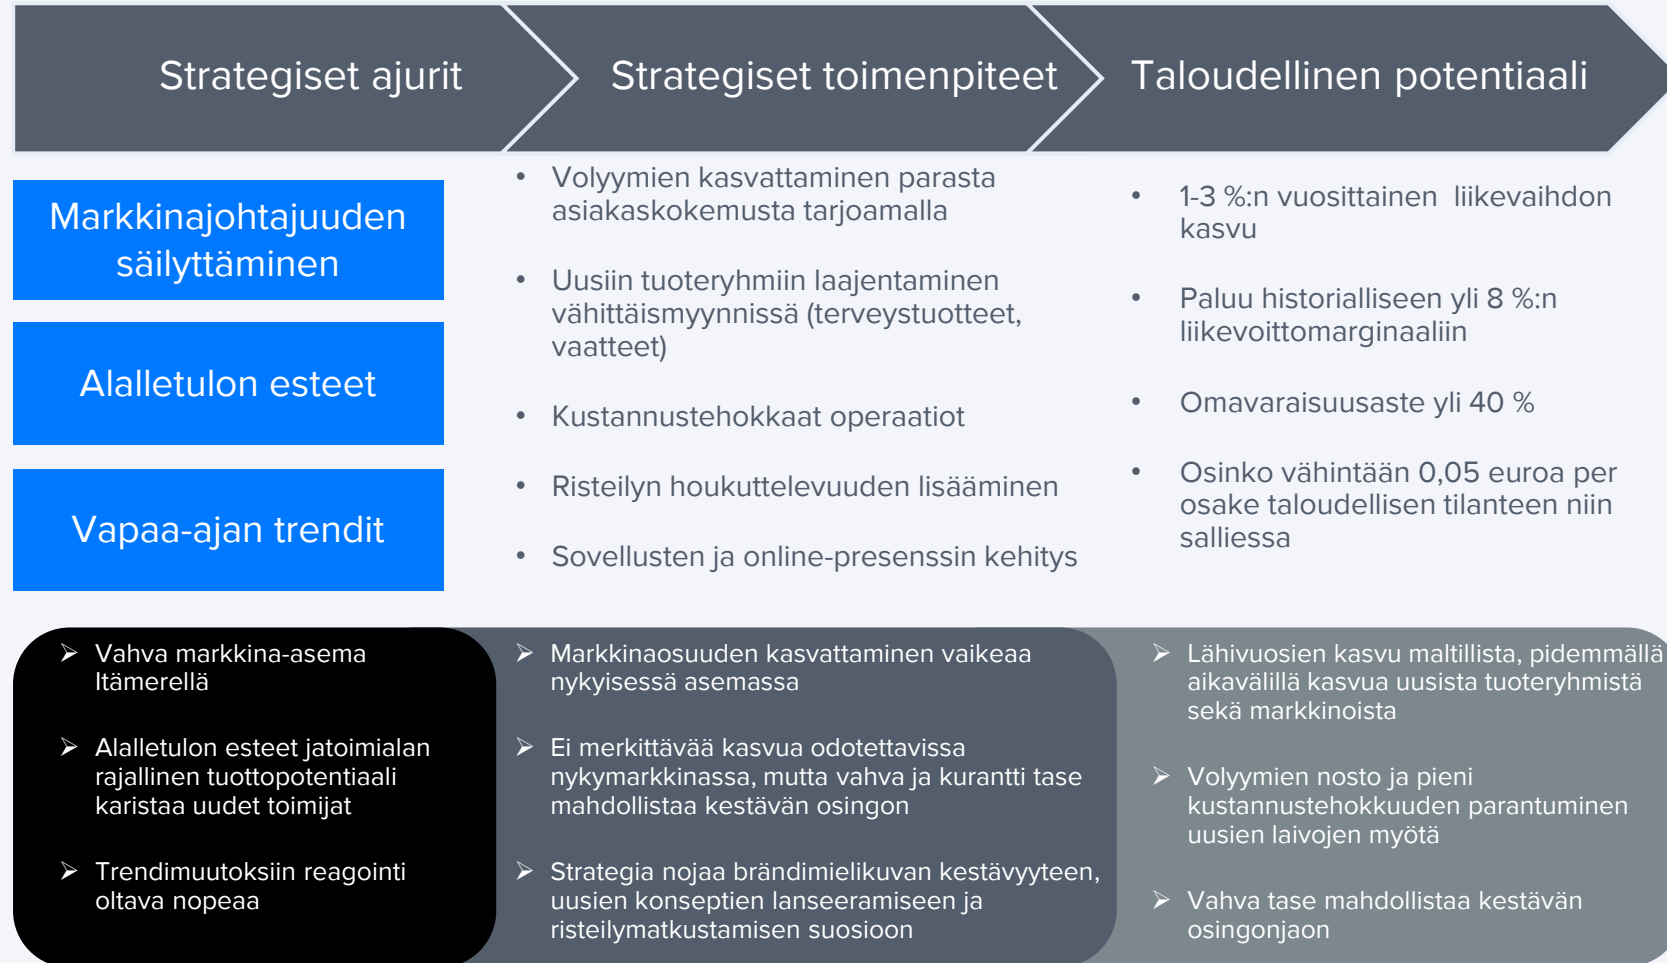 Strategiset ajurit
Strategiset toimenpiteet
Taloudellinen potentiaali
Markkinajohtajuuden
säilyttäminen
Alalletulon esteet
Vapaa-ajan trendit
• Volyymien kasvattaminen parasta
asiakaskokemusta tarjoamalla
• Uusiin tuoteryhmiin laajentaminen
vähittäismyynnissä (terveystuotteet,
vaatteet)
• Kustannustehokkaat operaatiot
• Risteilyn houkuttelevuuden lisääminen
• Sovellusten ja online-presenssin kehitys
• 1-3 %:n vuosittainen liikevaihdon
kasvu
• Paluu historialliseen yli 8 %:n
liikevoittomarginaaliin
• Omavaraisuusaste yli 40 %
• Osinko vähintään 0,05 euroa per
osake taloudellisen tilanteen niin
salliessa
➢ Vahva markkina-asema
Itämerellä
➢ Alalletulon esteet jatoimialan
rajallinen tuottopotentiaali
karistaa uudet toimijat
➢ Trendimuutoksiin reagointi
oltava nopeaa
➢ Markkinaosuuden kasvattaminen vaikeaa
nykyisessä asemassa
➢ Ei merkittävää kasvua odotettavissa
nykymarkkinassa, mutta vahva ja kurantti tase
mahdollistaa kestävän osingon
➢ Strategia nojaa brändimielikuvan kestävyyteen,
uusien konseptien lanseeramiseen ja
risteilymatkustamisen suosioon
➢ Lähivuosien kasvu maltillista, pidemmällä
aikavälillä kasvua uusista tuoteryhmistä
sekä markkinoista
➢ Volyymien nosto ja pieni
kustannustehokkuuden parantuminen
uusien laivojen myötä
➢ Vahva tase mahdollistaa kestävän
osingonjaon